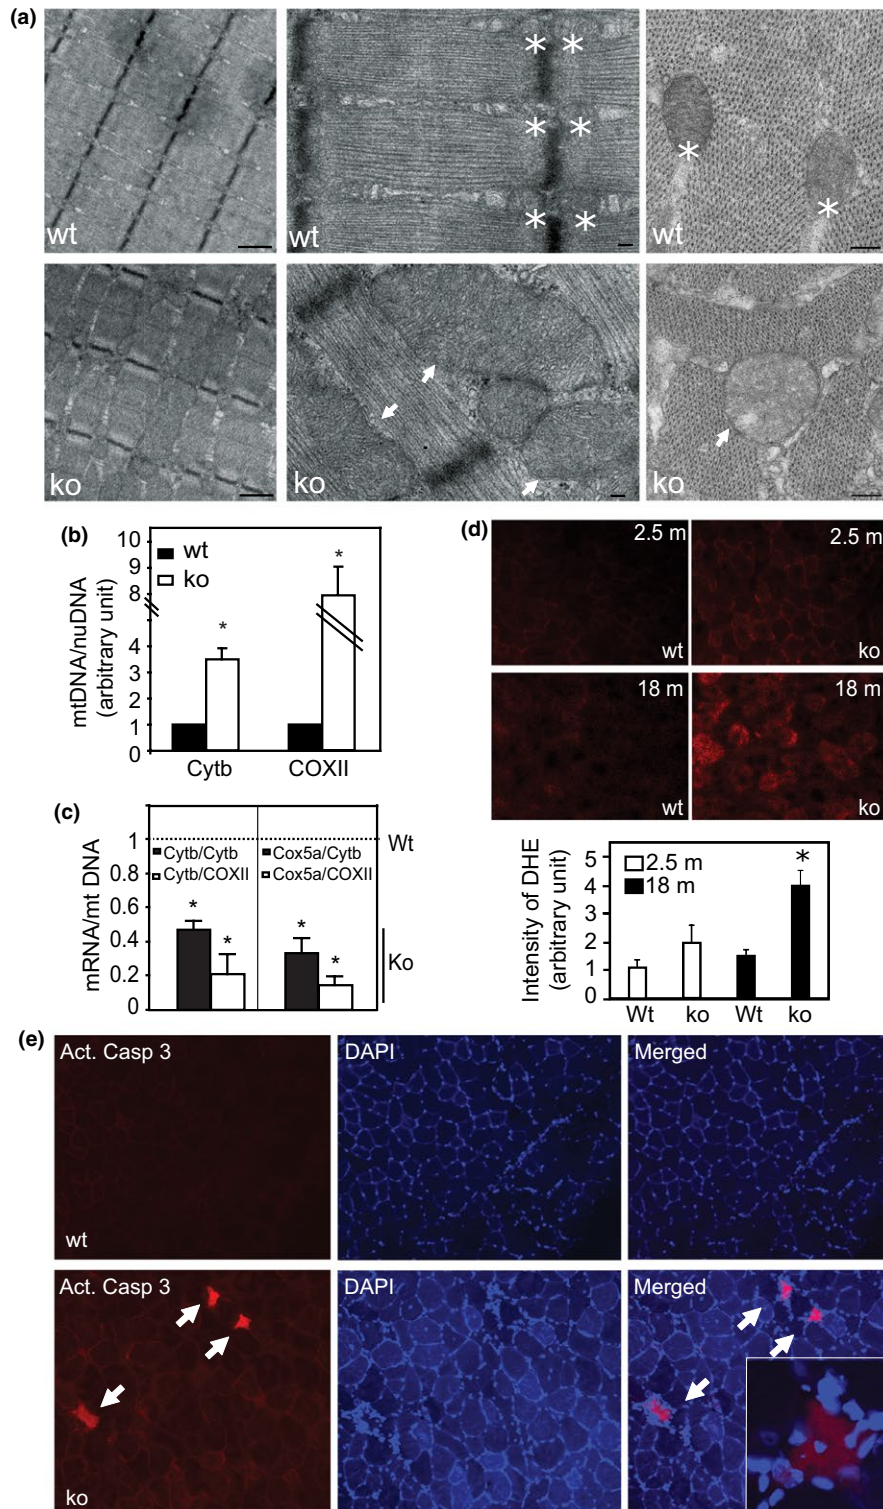 (a)
wt
* *
* *
* *
wt
*
*
wt
ko
ko
ko
(b)
mtDNA/nuDNA
(arbitrary unit)
10
9
8
4
3
2
1
0
wt
ko
*
*
Cytb
COXII
(c)
mRNA/mt DNA
1
0.8
0.6
0.4
0.2
0
Wt
Cytb/Cytb
Cytb/COXII
Cox5a/Cytb
Cox5a/COXII
*
*
*
*
Ko
(d)
2.5 m
wt
2.5 m
ko
18 m
wt
18 m
ko
Intensity of DHE
(arbitrary unit)
5
4
3
2
1
0
2.5 m
18 m
*
Wt
ko
Wt
ko
(e)
Act. Casp 3
wt
DAPI
Merged
Act. Casp 3
ko
DAPI
Merged